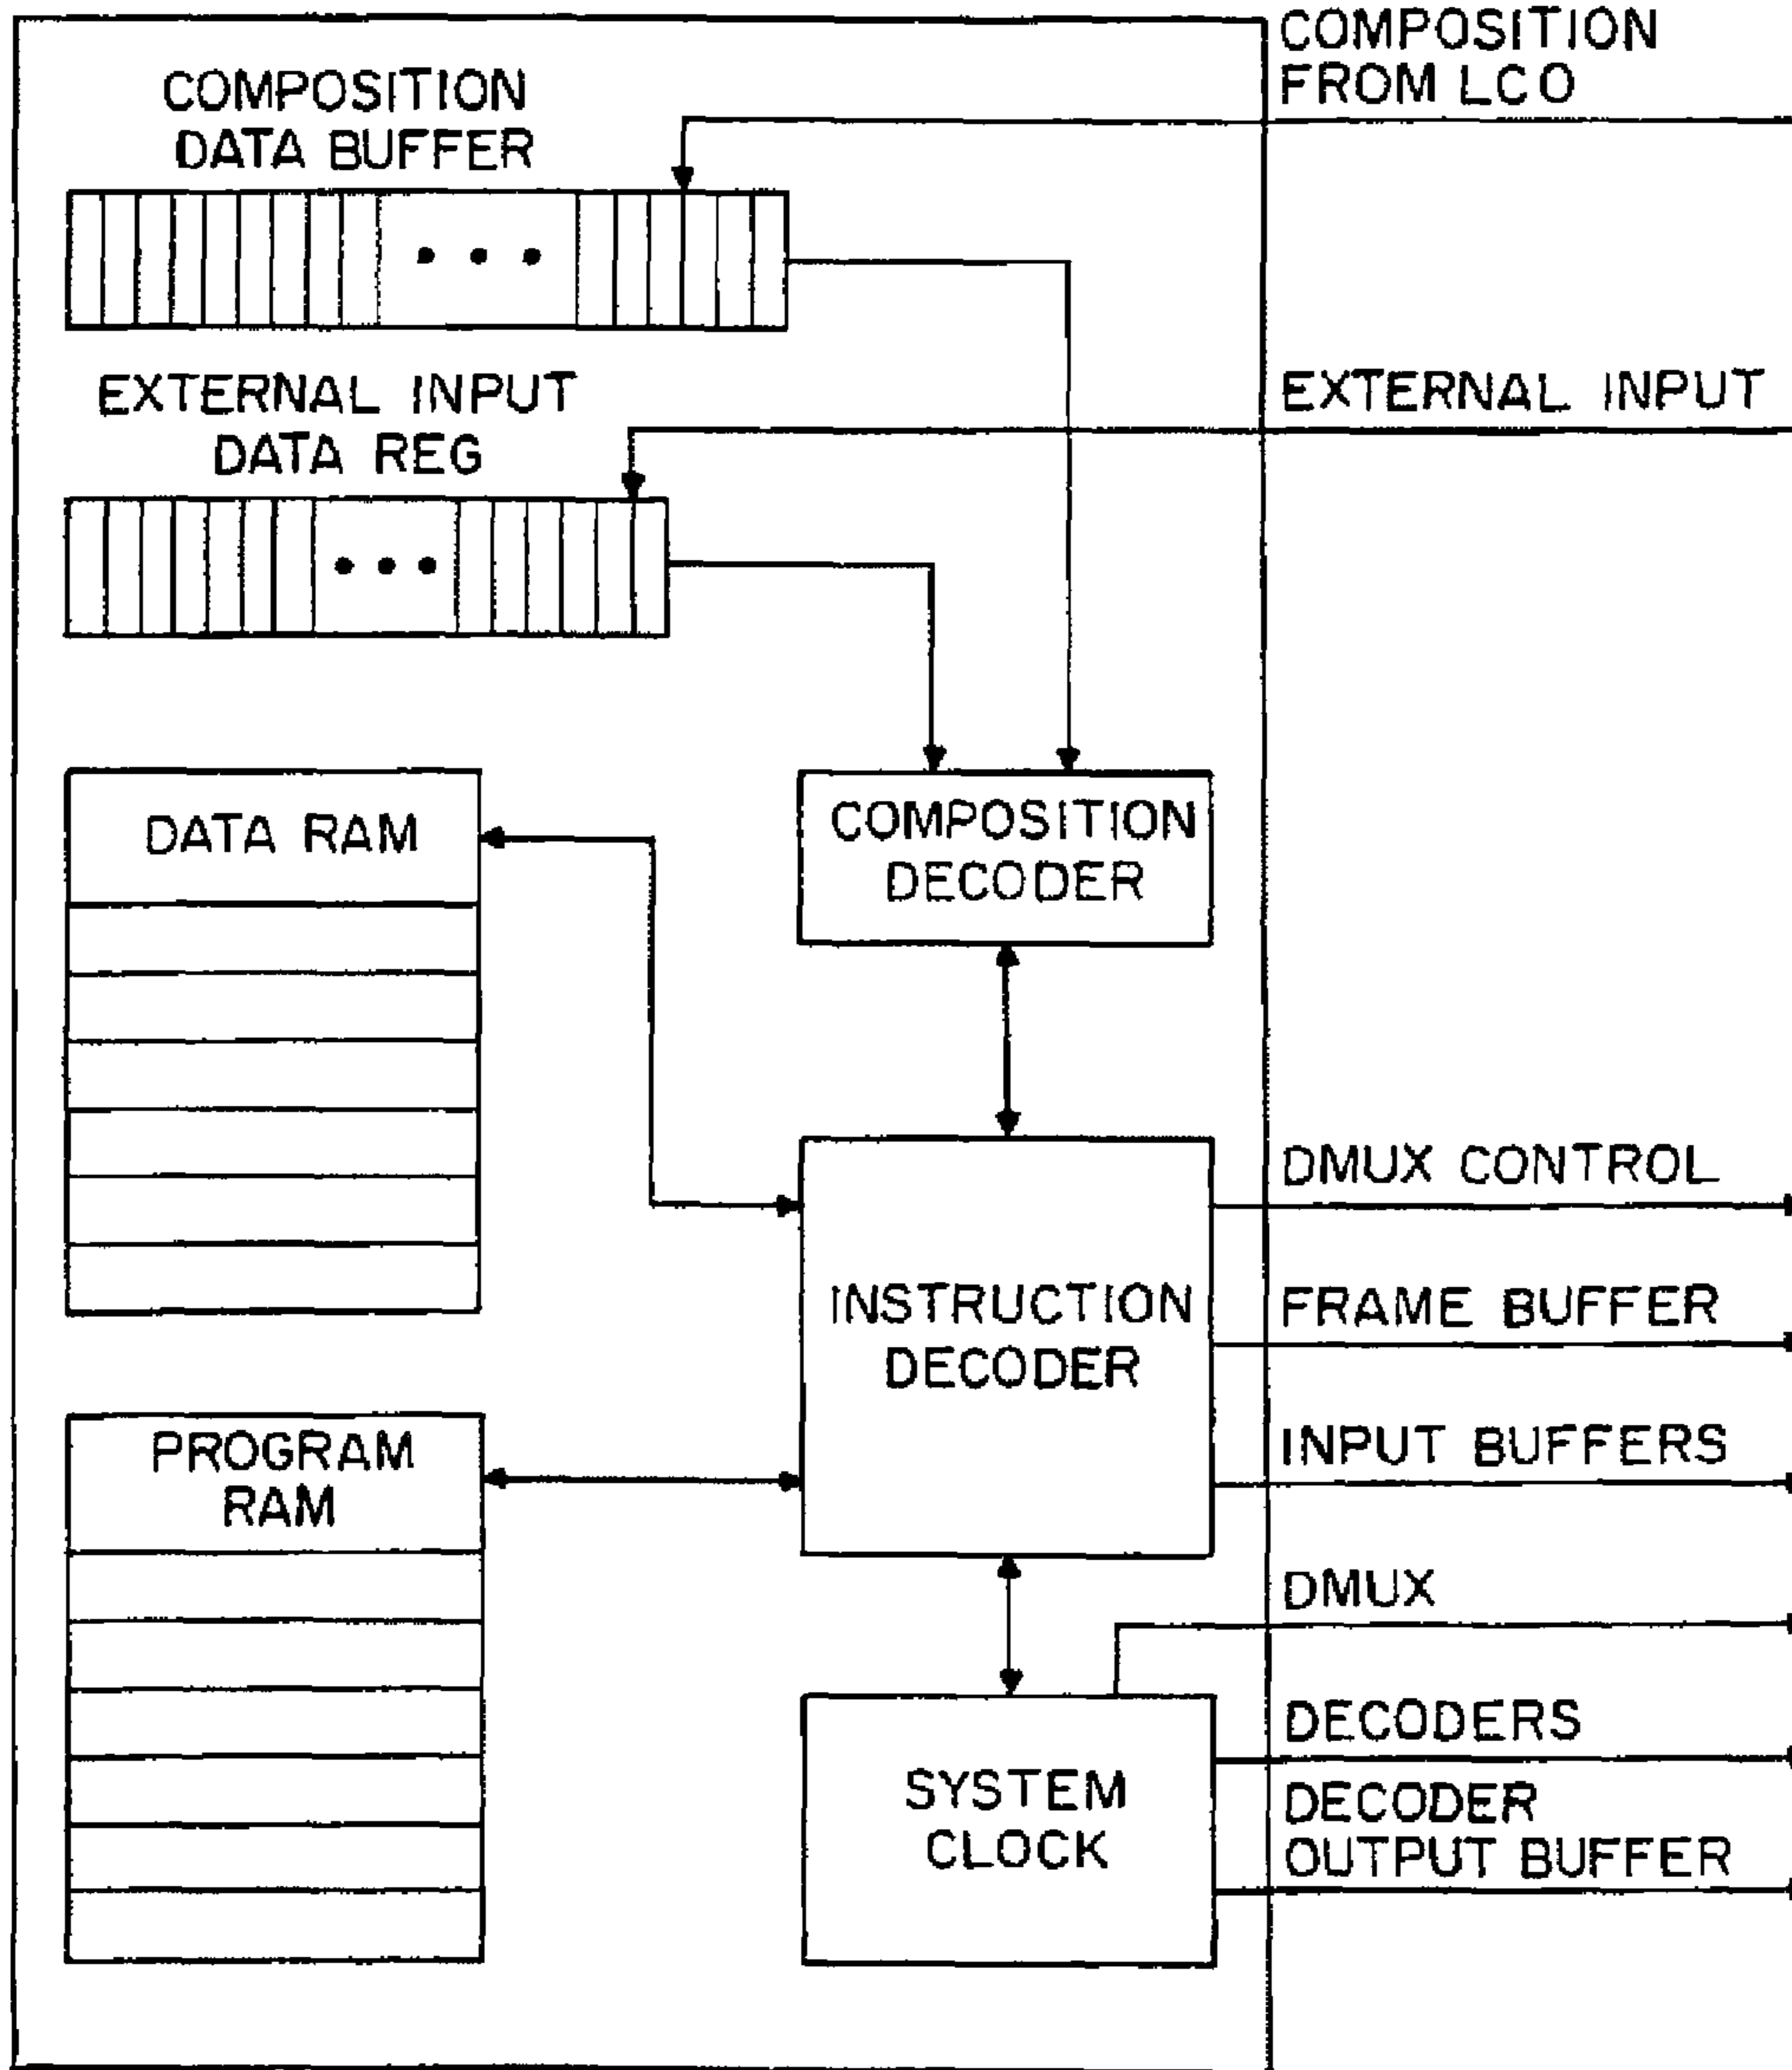 COMPOSITION
FROM LCO
COMPOSITION
DATA BUFFER
EXTERNAL INPUT
EXTERNAL INPUT
DATA REG
DATA RAM
COMPOSITION
DECODER
DMUX CONTROL
INSTRUCTION
DECODER
FRAME BUFFER
INPUT BUFFERS
PROGRAM
RAM
DMUX
SYSTEM
CLOCK
DECODERS
DECODER
OUTPUT BUFFER